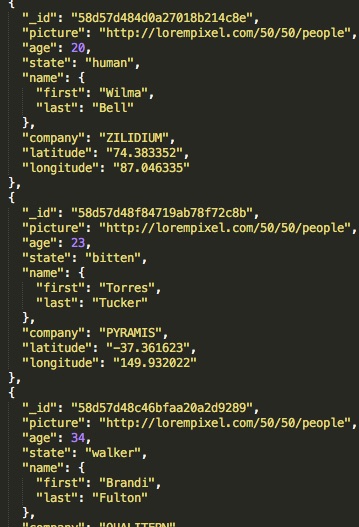 {
"_id": "58d57d484d0a27018b214c8e",
"picture": "http://lorempixel.com/50/50/people",
"age": 20,
"state": "human",
"name": {
"first": "Wilma",
"last": "Bell"
},
"company": "ZILIDIUM",
"latitude": "74.383352",
"longitude": "87.046335"
},
{
"_id": "58d57d48f84719ab78f72c8b",
"picture": "http://lorempixel.com/50/50/people",
"age": 23,
"state": "bitten",
"name": {
"first": "Torres",
"last": "Tucker"
},
"company": "PYRAMIS",
"latitude": "-37.361623",
"longitude": "149.932022"
},
{
"_id": "58d57d48c46bfaa20a2d9289",
"picture": "http://lorempixel.com/50/50/people",
"age": 34,
"state": "walker",
"name": {
"first": "Brandi",
"last": "Fulton"
},
"company": "QUALITERN",